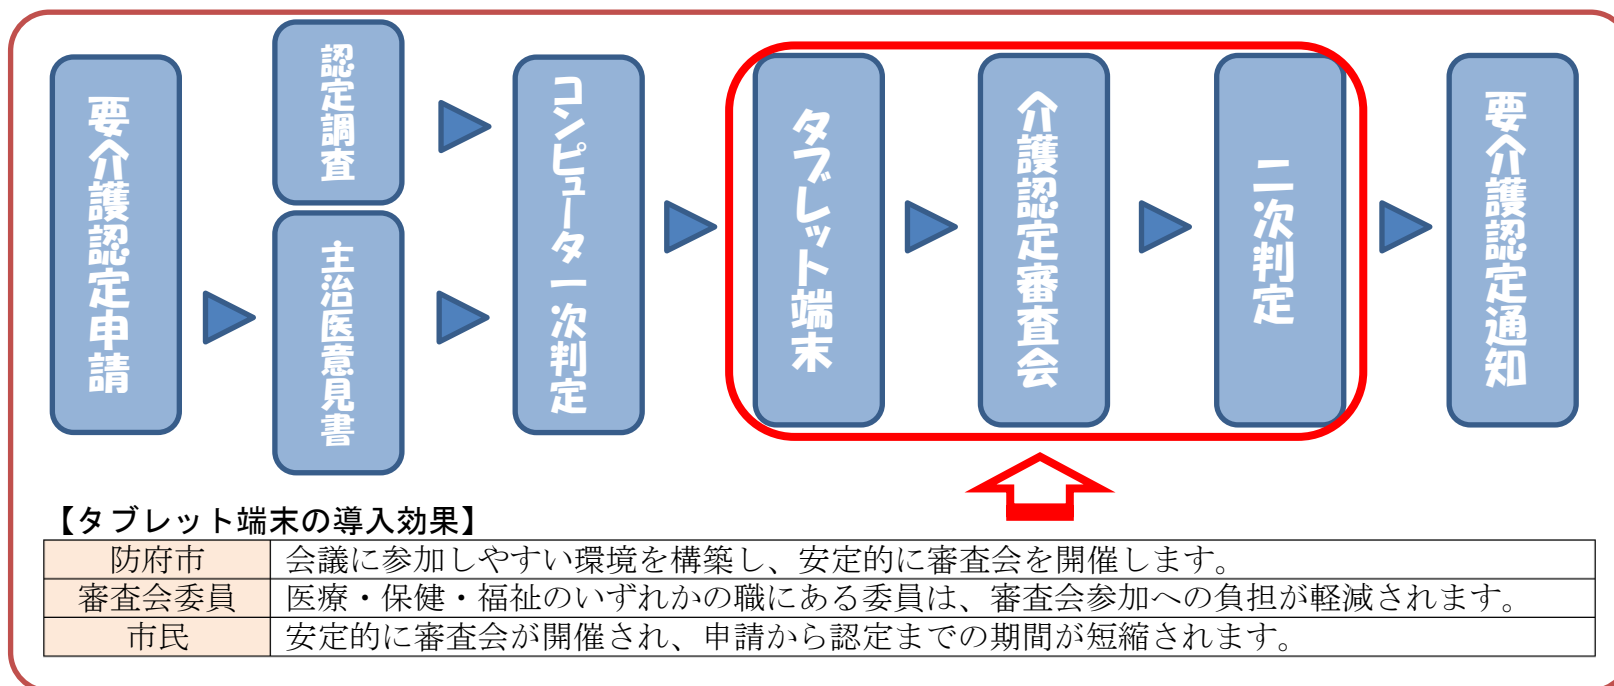 要介護認定申請
認定調査
主治医意見書
コンピュータ一次判定
タブレット端末
介護認定審査会
二次判定
要介護認定通知
【タブレット端末の導入効果】
防府市 会議に参加しやすい環境を構築し、安定的に審査会を開催します。
審査会委員 医療・保健・福祉のいずれかの職にある委員は、審査会参加への負担が軽減されます。
市民 安定的に審査会が開催され、申請から認定までの期間が短縮されます。